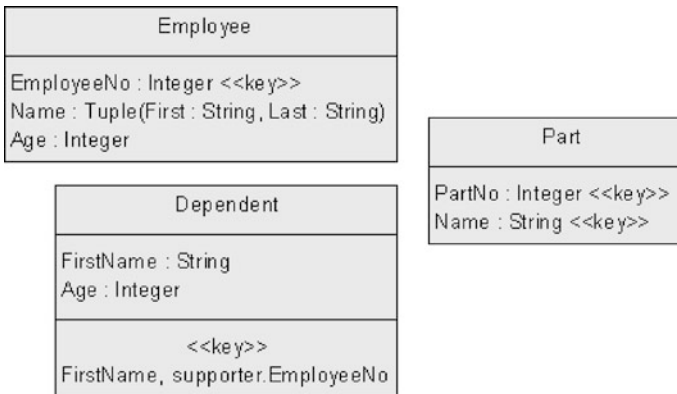 Employee
EmployeeNo : Integer <<key>>
Name : Tuple(First : String, Last : String)
Age : Integer
Part
PartNo : Integer <<key>>
Name : String <<key>>
Dependent
FirstName : String
Age : Integer
<<key>>
FirstName, supporter.EmployeeNo